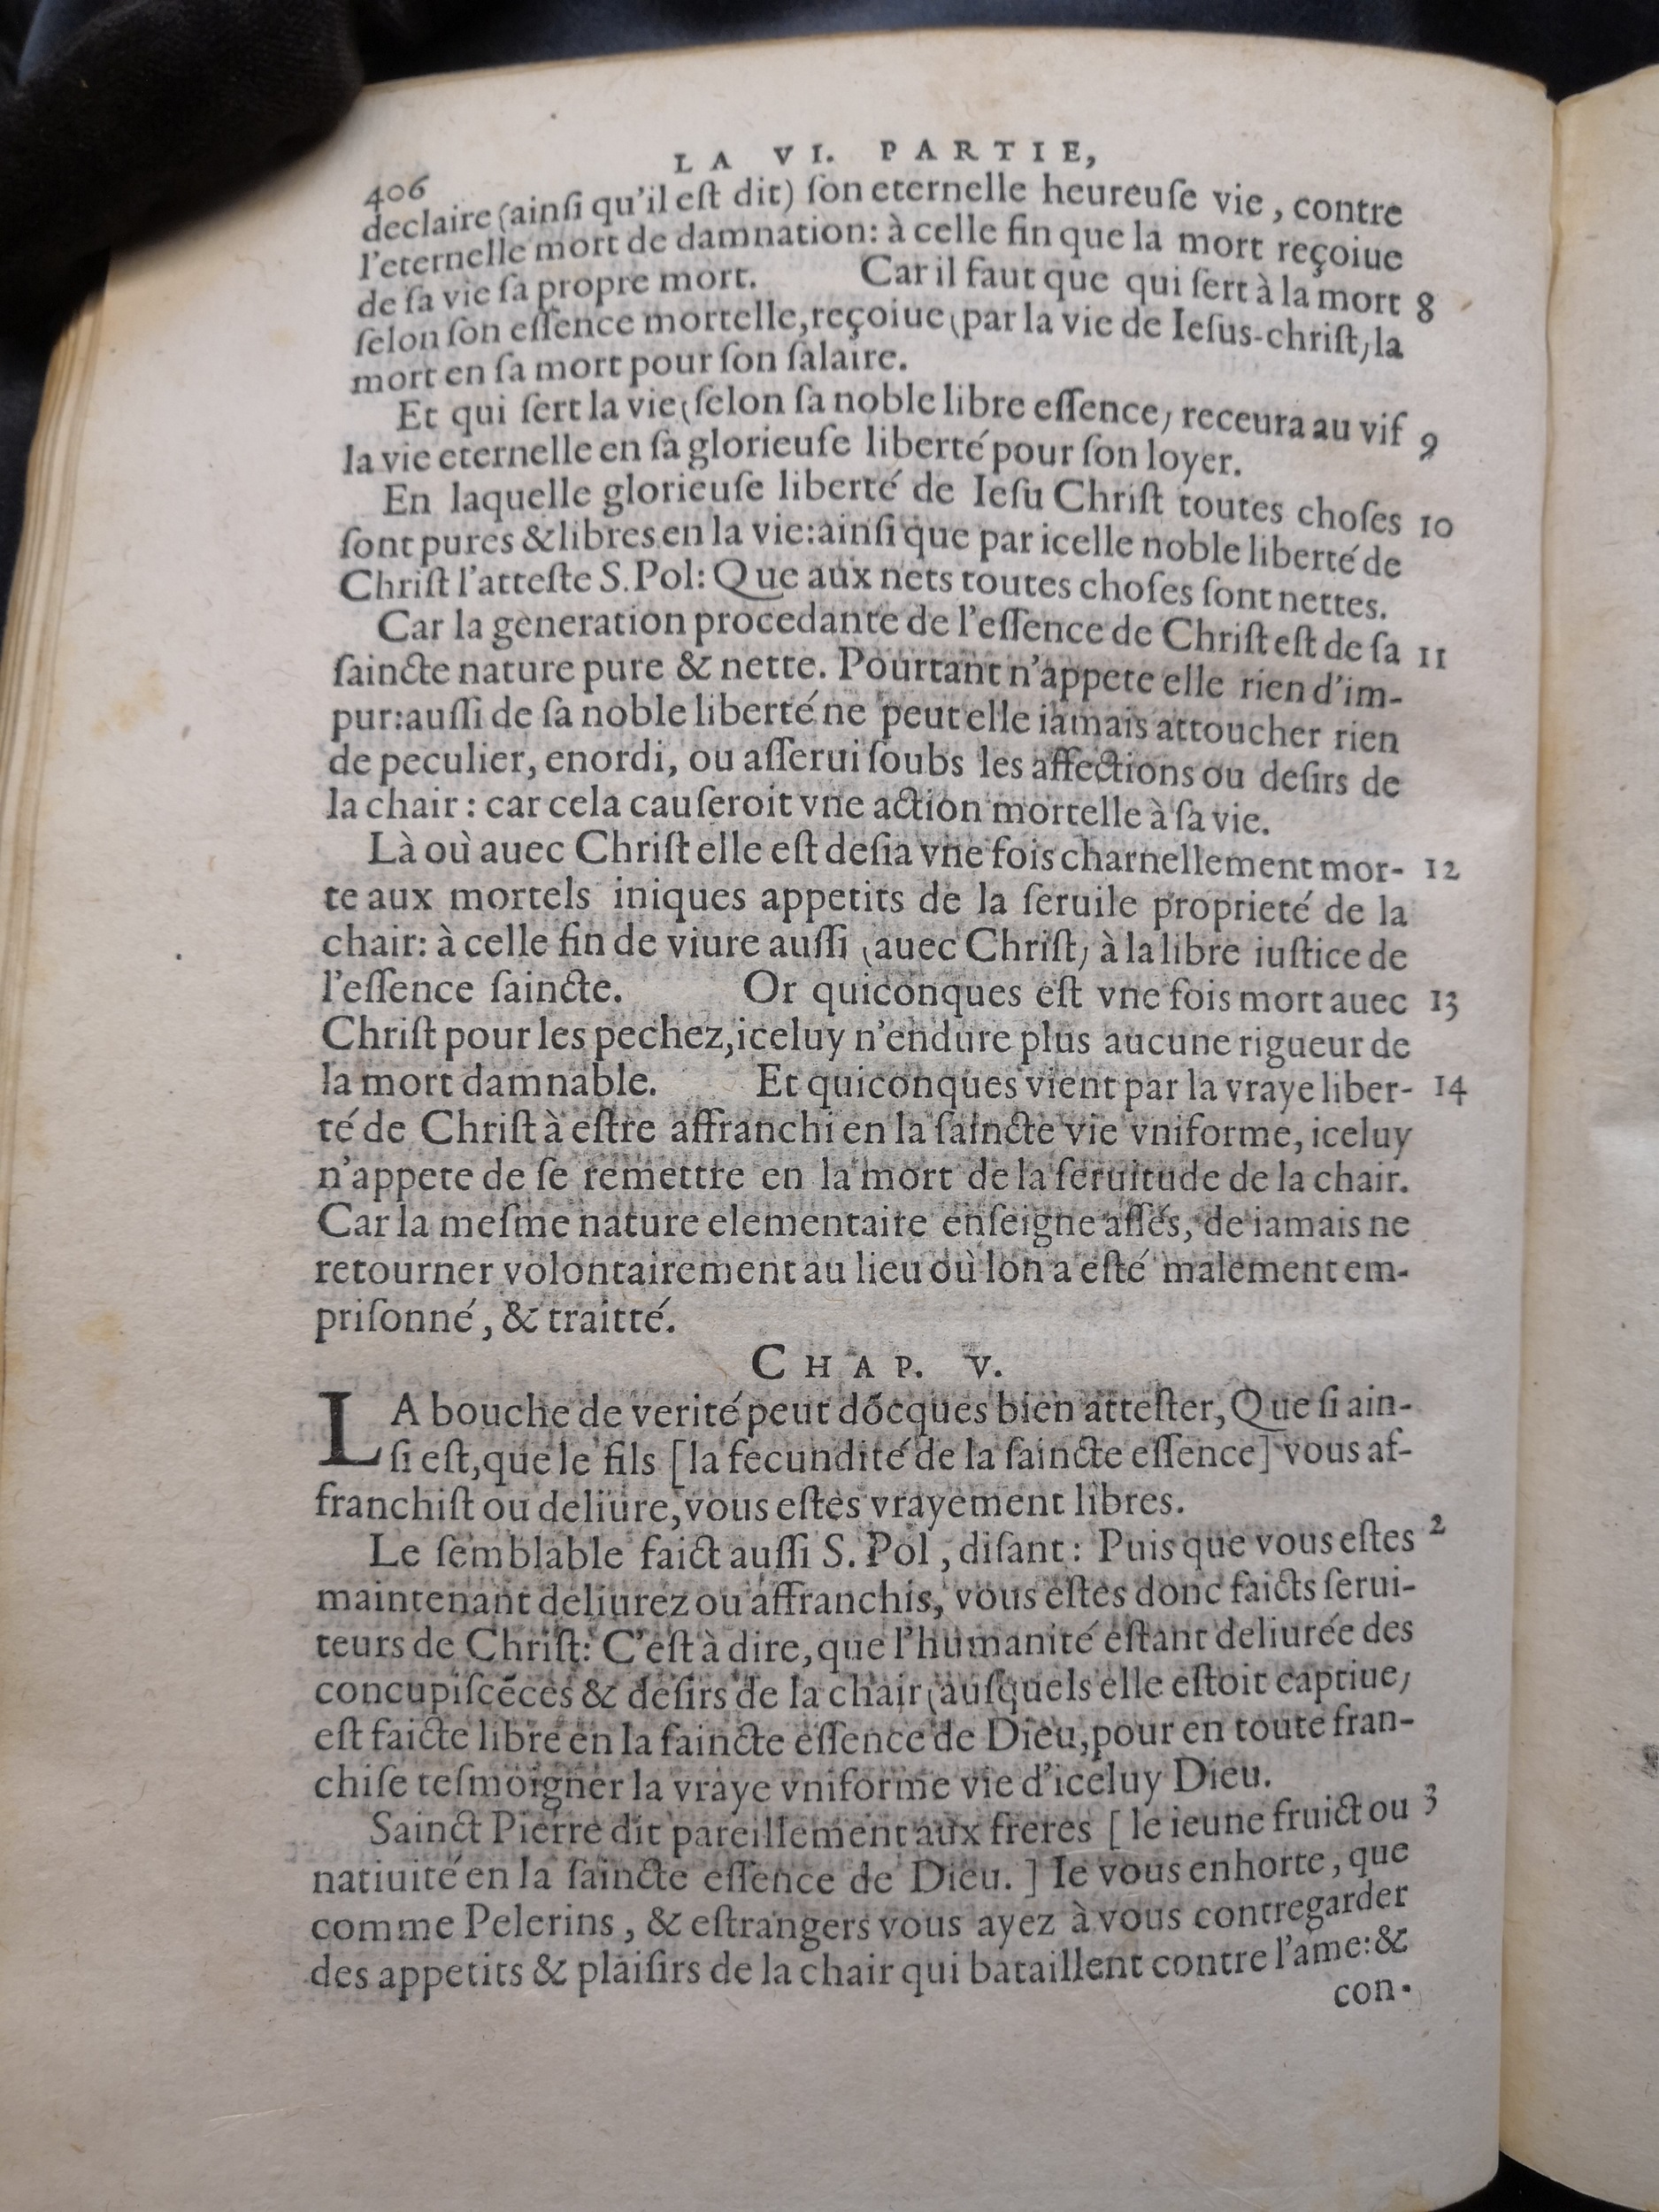 LA VI. PARTIE,
406
declaire (ainſi qu'il eſt dit) ſon eternelle heureuſe vie, contre
l'eternelle mort de damnation: à celle fin que la mort reçoiue
de ſa vie ſa propre mort. Car il faut que qui ſert à la mort 8
ſelon ſon eſſence mortelle, reçoiue (par la vie de Ieſus-chriſt) la
mort en ſa mort pour ſon ſalaire.
Et qui ſert la vie (ſelon ſa noble libre eſſence) receura au vif 9
la vie eternelle en ſa glorieuſe liberté pour ſon loyer.
En laquelle glorieuſe liberté de Ieſu Chriſt toutes choſes 10
ſont pures & libres en la vie: ainſi que par icelle noble liberté de
Chriſt l'atteſte S. Pol: Que aux nets toutes choſes ſont nettes.
Car la generation procedante de l'eſſence de Chriſt eſt de ſa 11
ſaincte nature pure & nette. Pourtant n'appete elle rien d'im-
pur: auſſi de ſa noble liberté ne peut elle iamais attoucher rien
de peculier, enordi, ou aſſerui ſoubs les affections ou deſirs de
la chair: car cela cauſeroit vne action mortelle à ſa vie.
Là où auec Chriſt elle eſt deſia vne fois charnellement mor- 12
te aux mortels iniques appetits de la ſeruile proprieté de la
chair: à celle fin de viure auſſi (auec Chriſt) à la libre iuſtice de
l'eſſence ſaincte. Or quiconques eſt vne fois mort auec 13
Chriſt pour les pechez, iceluy n'endure plus aucune rigueur de
la mort damnable. Et quiconques vient par la vraye liber- 14
té de Chriſt à eſtre affranchi en la ſaincte vie vniforme, iceluy
n'appete de ſe remettre en la mort de la ſeruitude de la chair.
Car la meſme nature elementaire enſeigne aſſés, de iamais ne
retourner volontairement au lieu où lon a eſté malement em-
priſonné, & traitté.
CHAP. V.
LA bouche de verité peut dõcques bien atteſter, Que ſi ain-
ſi eſt, que le fils [la fecundité de la ſaincte eſſence] vous af-
franchiſt ou deliure, vous eſtes vrayement libres.
Le ſemblable faict auſſi S. Pol, diſant: Puis que vous eſtes 2
maintenant deliurez ou affranchis, vous eſtes donc faicts ſerui-
teurs de Chriſt: C'eſt à dire, que l'humanité eſtant deliurée des
concupiſcẽces & deſirs de la chair (auſquels elle eſtoit captiue)
eſt faicte libre en la ſaincte eſſence de Dieu, pour en toute fran-
chiſe teſmoigner la vraye vniforme vie d'iceluy Dieu.
Sainct Pierre dit pareillement aux freres [le ieune fruict ou 3
natiuité en la ſaincte eſſence de Dieu.] Ie vous enhorte, que
comme Pelerins, & eſtrangers vous ayez à vous contregarder
des appetits & plaiſirs de la chair qui bataillent contre l'ame: &
con-